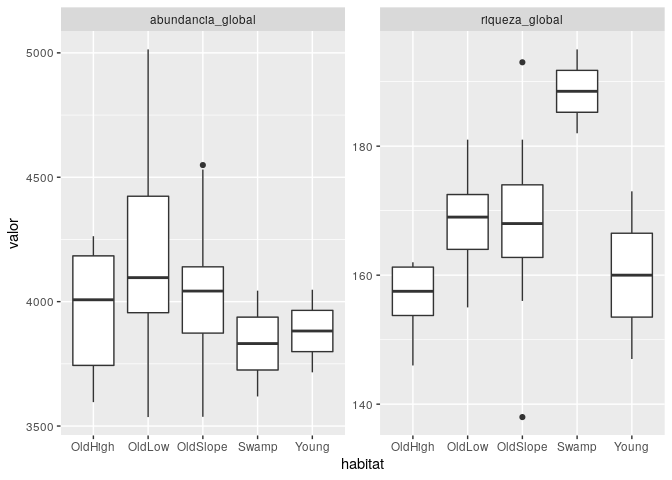 abundancia_global
riqueza_global
valor
5000
4500
4000
3500
180
160
140
OldHigh OldLow OldSlope Swamp Young
OldHigh OldLow OldSlope Swamp Young
habitat